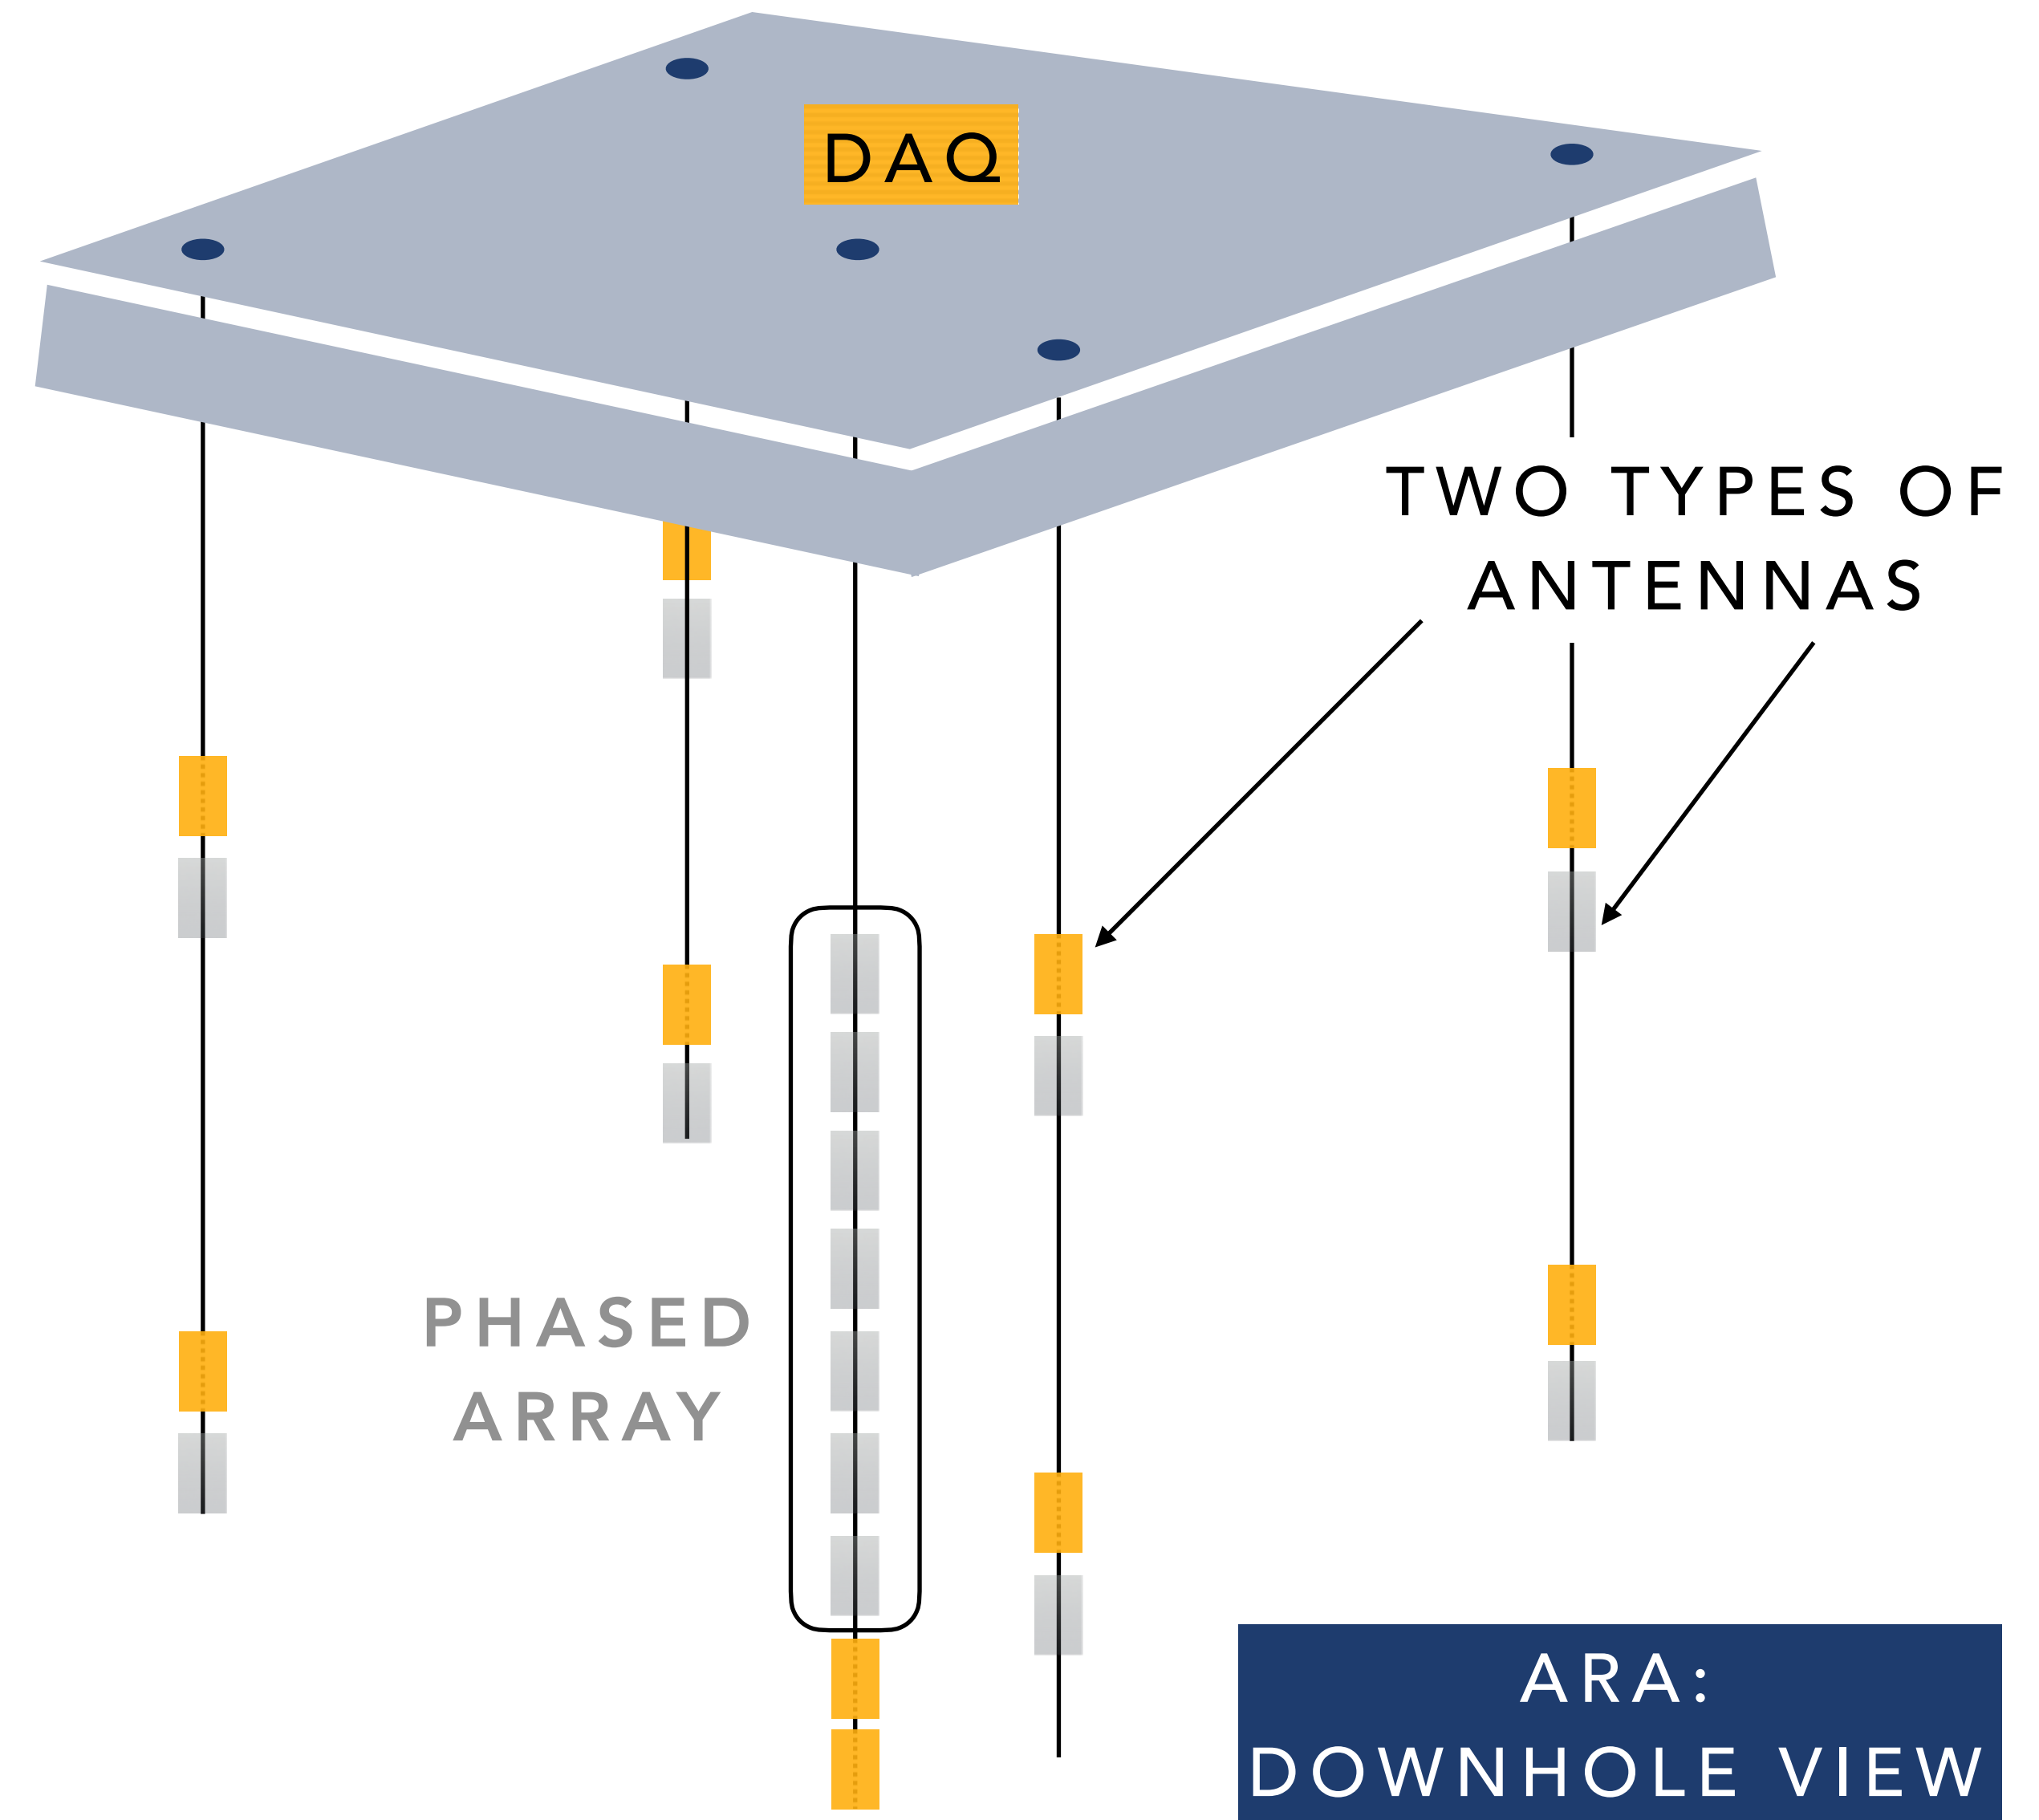 DAQ
TWO TYPES OF
ANTENNAS
PHASED
ARRAY
ARA:
DOWNHOLE VIEW